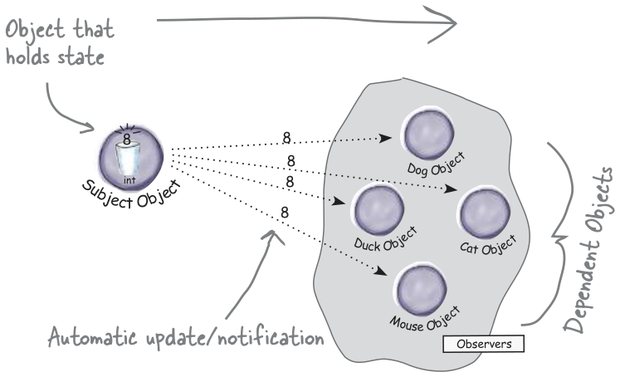 Object that
holds state
8
int
Subject Object
8
8
8
8
Dog Object
Duck Object
Cat Object
Mouse Object
Observers
Automatic update/notification
Dependent Objects